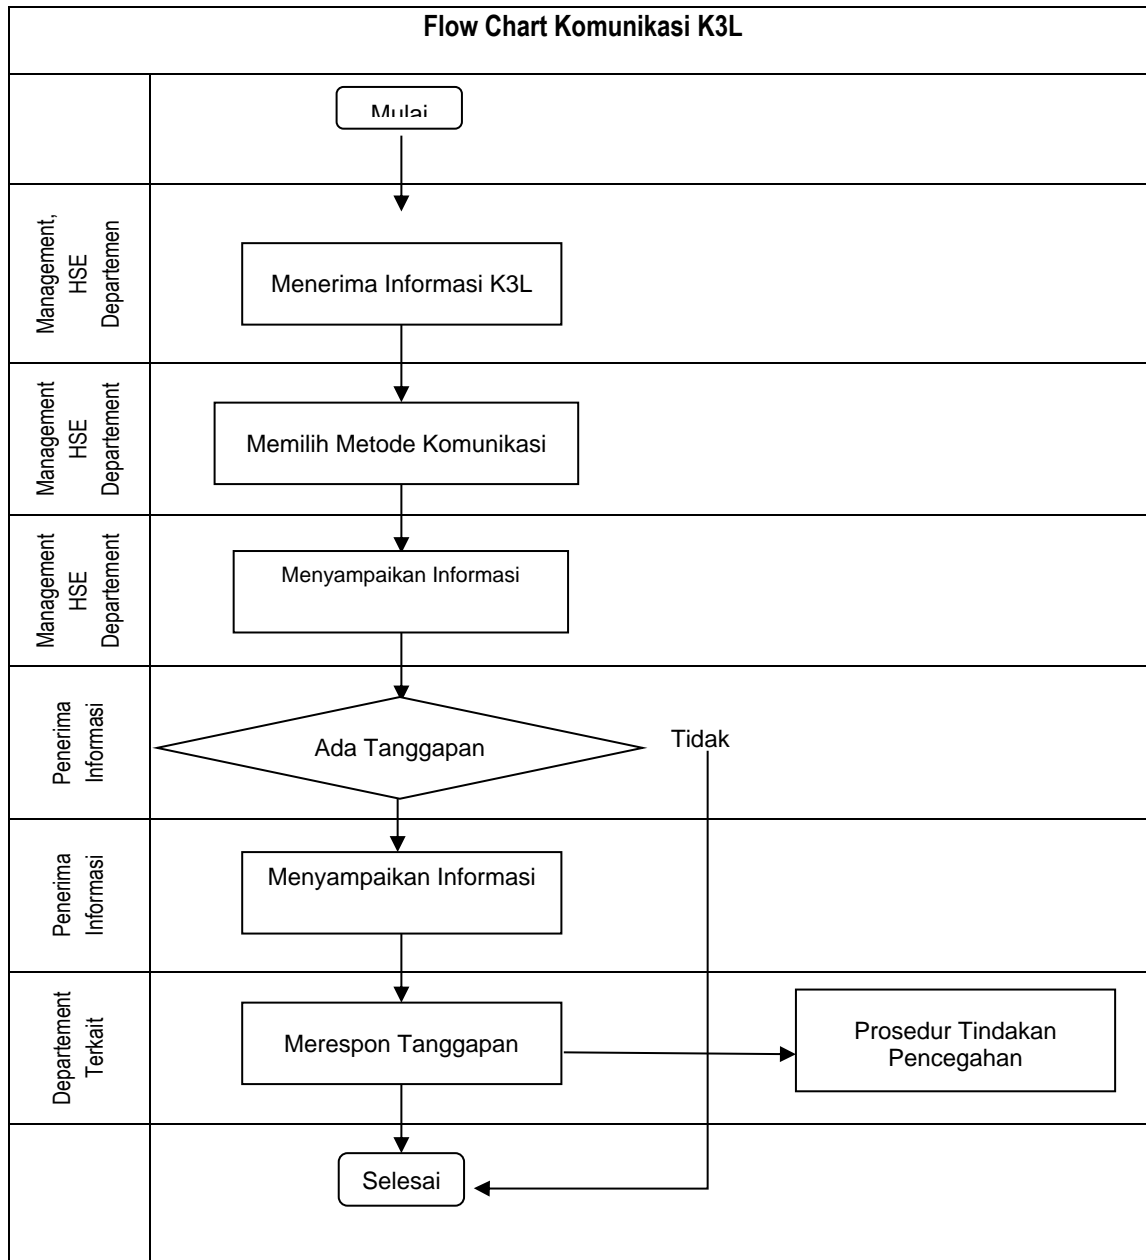 Flow Chart Komunikasi K3L
Mulai
Management,
HSE
Departemen
Menerima Informasi K3L
Management
HSE
Departement
Memilih Metode Komunikasi
Management
HSE
Departement
Menyampaikan Informasi
Penerima
Informasi
Ada Tanggapan
Tidak
Penerima
Informasi
Menyampaikan Informasi
Departement
Terkait
Merespon Tanggapan
Prosedur Tindakan
Pencegahan
Selesai